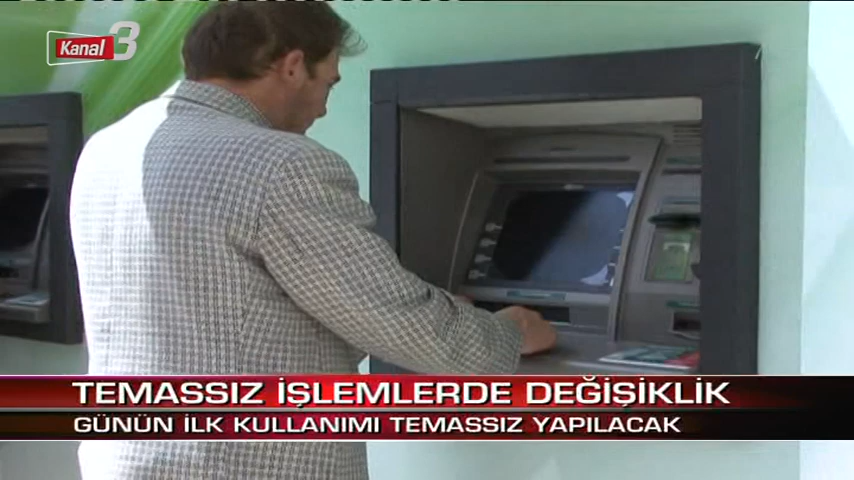 Kanal 3
TEMASSIZ İŞLEMLERDE DEĞİŞİKLİK
GÜNÜN İLK KULLANIMI TEMASSIZ YAPILACAK